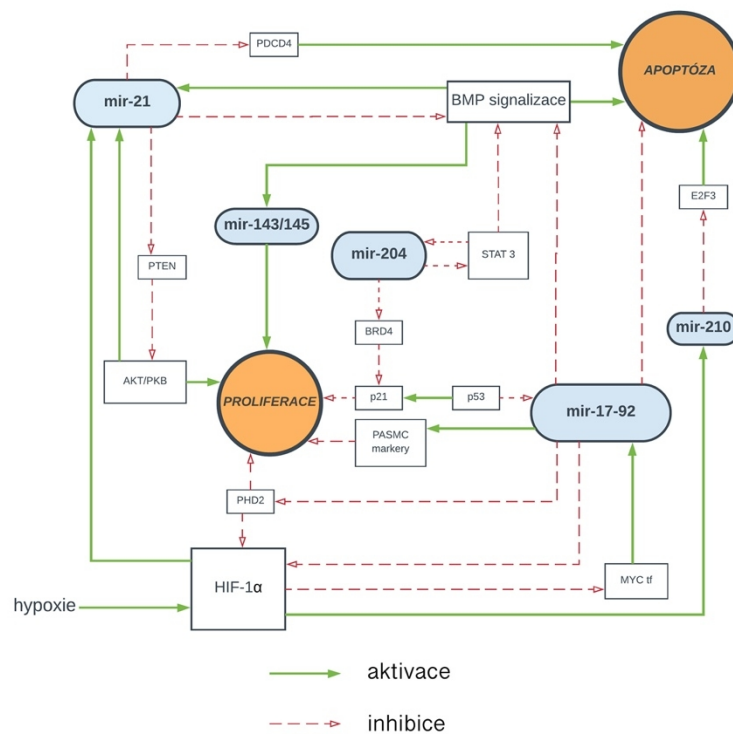 PDCD4
APOPTÓZA
mir-21
BMP signalizace
E2F3
mir-143/145
mir-204
STAT 3
PTEN
mir-210
BRD4
AKT/PKB
PROLIFERACE
p21
p53
mir-17-92
PASMC
markery
PHD2
HIF-1α
MYC tf
hypoxie
aktivace
inhibice